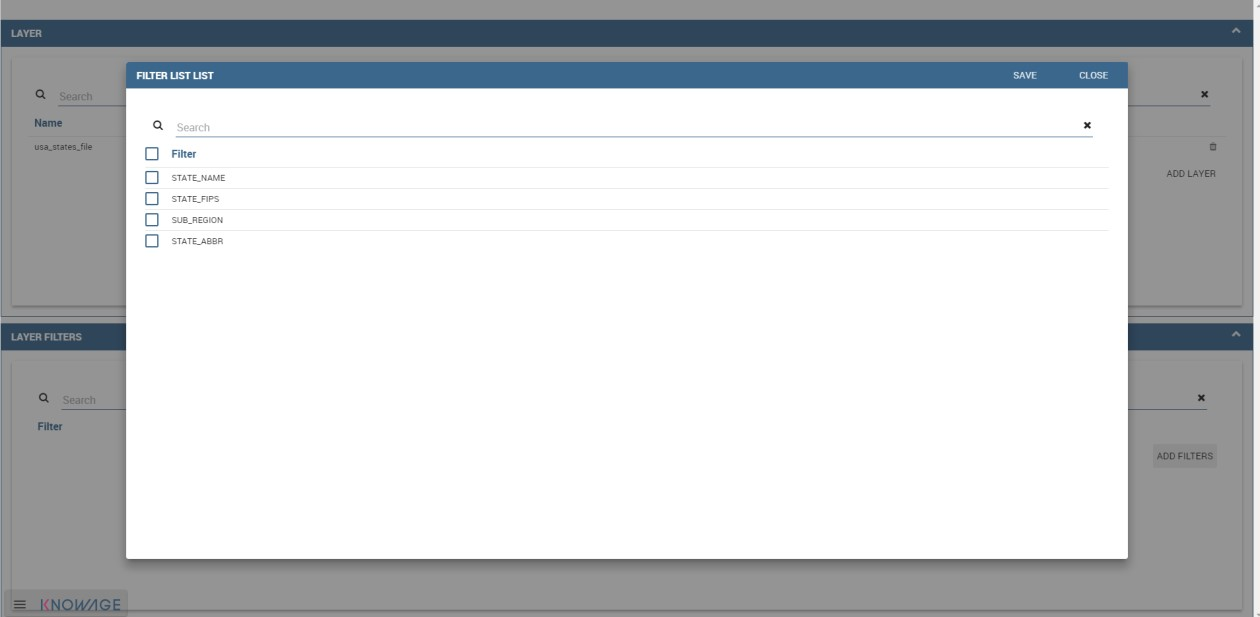 LAYER
FILTER LIST LIST SAVE CLOSE
Search
Search
Name
Filter
usa_states_file
STATE_NAME
ADD LAYER
STATE_FIPS
SUB_REGION
STATE_ABBR
LAYER FILTERS
Search
Filter
ADD FILTERS
KNOWAGE